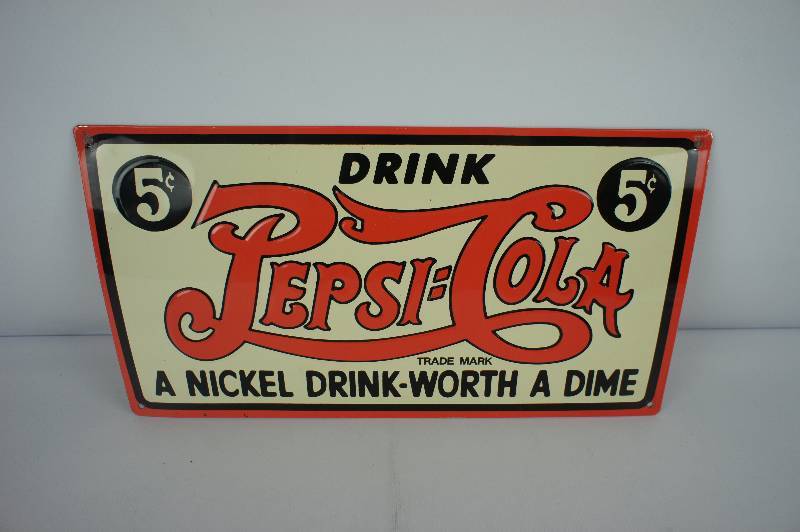 DRINK
5¢ 5¢
PEPSI=COLA
TRADE MARK
A NICKEL DRINK-WORTH A DIME